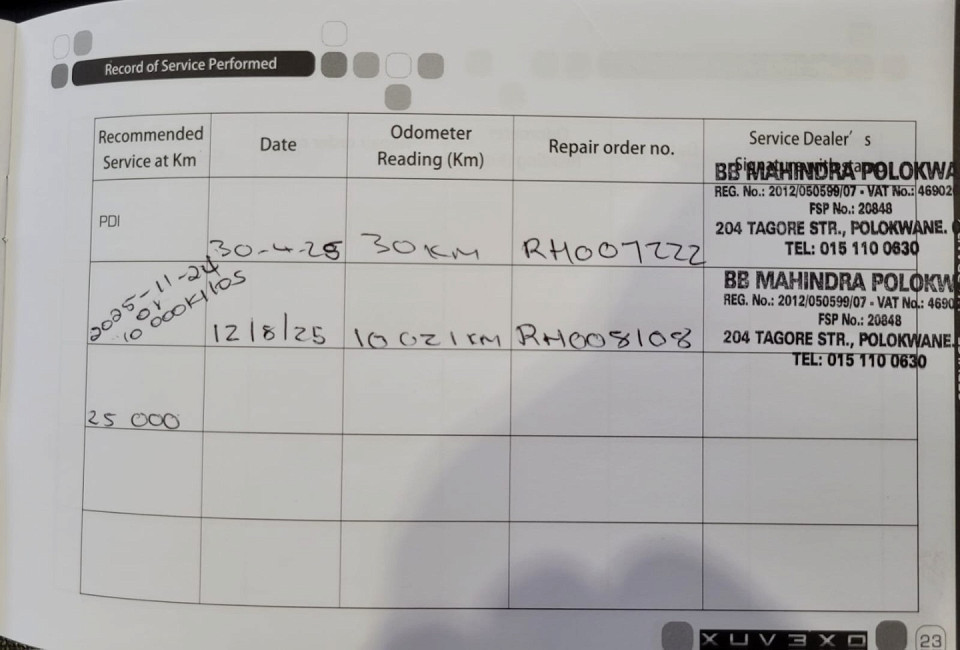 Record of Service Performed
Recommended Service at Km
Date
Odometer Reading (Km)
Repair order no.
Service Dealer's
BB MAHINDRA POLOKWA
REG. No.: 2012/050599/07 - VAT No.: 46902
FSP No.: 20848
204 TAGORE STR., POLOKWANE.
TEL: 015 110 0630
PDI
30-4-25
30KM
RH007222
BB MAHINDRA POLOKW
REG. No.: 2012/050599/07 - VAT No.: 4690
FSP No.: 20848
204 TAGORE STR., POLOKWANE.
TEL: 015 110 0630
2025-11-24
or
10 000
12/8/25
10 021KM
RH008108
25 000
XUV3XO
23